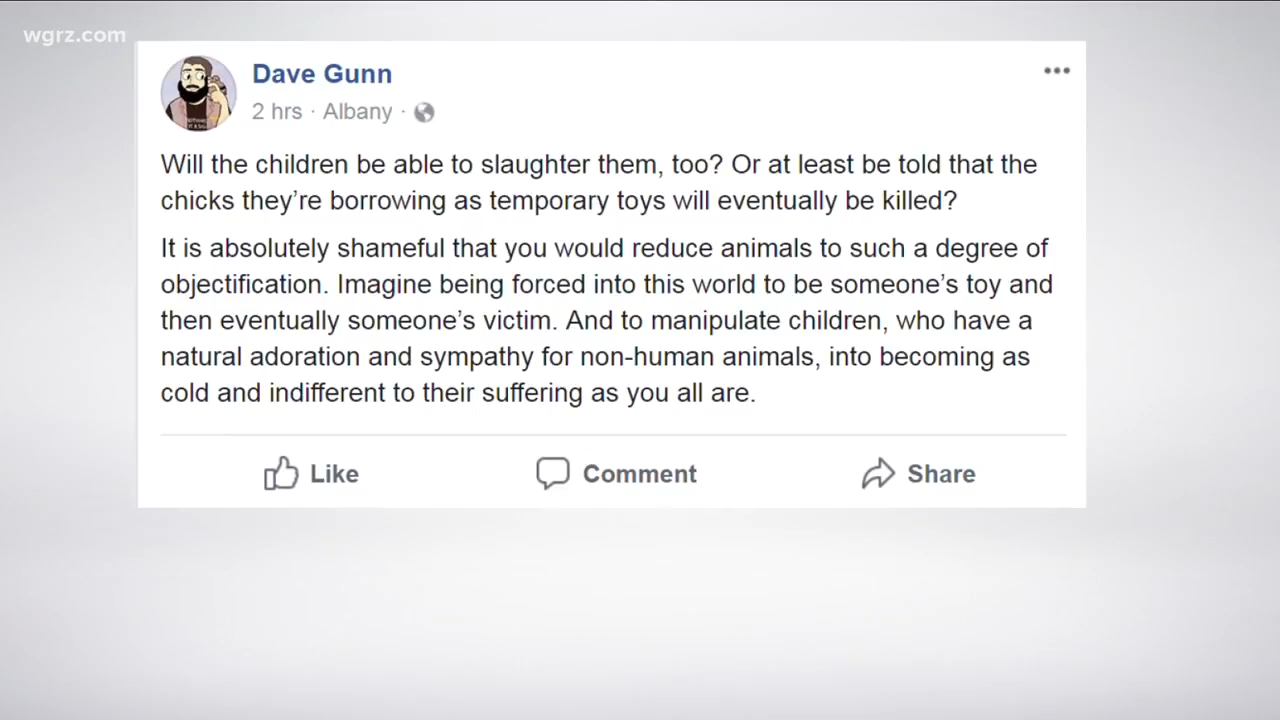 wgrz.com
Dave Gunn
2 hrs · Albany ·
Will the children be able to slaughter them, too? Or at least be told that the
chicks they’re borrowing as temporary toys will eventually be killed?
It is absolutely shameful that you would reduce animals to such a degree of
objectification. Imagine being forced into this world to be someone’s toy and
then eventually someone’s victim. And to manipulate children, who have a
natural adoration and sympathy for non-human animals, into becoming as
cold and indifferent to their suffering as you all are.
Like Comment Share